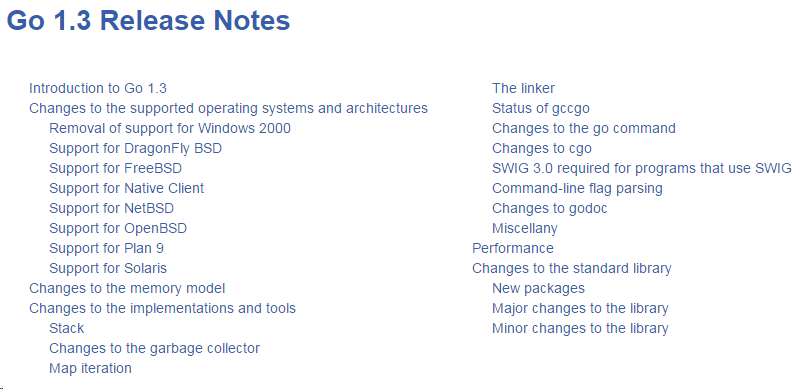 Go 1.3 Release Notes
Introduction to Go 1.3
Changes to the supported operating systems and architectures
Removal of support for Windows 2000
Support for DragonFly BSD
Support for FreeBSD
Support for Native Client
Support for NetBSD
Support for OpenBSD
Support for Plan 9
Support for Solaris
Changes to the memory model
Changes to the implementations and tools
Stack
Changes to the garbage collector
Map iteration
The linker
Status of gccgo
Changes to the go command
Changes to cgo
SWIG 3.0 required for programs that use SWIG
Command-line flag parsing
Changes to godoc
Miscellany
Performance
Changes to the standard library
New packages
Major changes to the library
Minor changes to the library